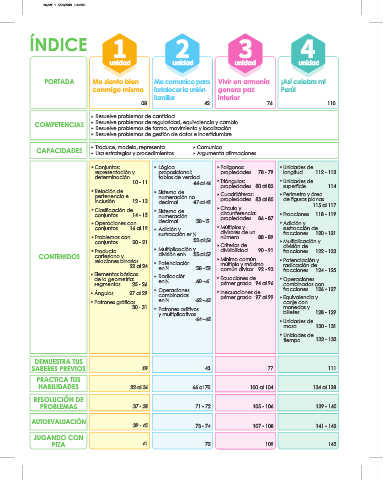 ÍNDICE
1 unidad
2 unidad
3 unidad
4 unidad
PORTADA
Me siento bien conmigo mismo
08
Me comunico para fortalecer la unión familiar
42
Vivir en armonía genera paz interior
76
¡Así celebra mi Perú!
110
COMPETENCIAS
• Resuelve problemas de cantidad
• Resuelve problemas de regularidad, equivalencia y cambio
• Resuelve problemas de forma, movimiento y localización
• Resuelve problemas de gestión de datos e incertidumbre
CAPACIDADES
• Traduce, modela, representa
• Usa estrategias y procedimientos
• Comunica
• Argumenta afirmaciones
CONTENIDOS
• Conjuntos: representación y determinación 10 - 11
• Relación de pertenencia e inclusión 12 - 13
• Clasificación de conjuntos 14 - 15
• Operaciones con conjuntos 16 al 19
• Problemas con conjuntos 20 - 21
• Producto cartesiano y relaciones binarias 22 al 24
• Elementos básicos de la geometría: segmentos 25 - 26
• Ángulos 27 al 29
• Patrones gráficos 30 - 31
• Lógica proposicional; tablas de verdad 44 al 46
• Sistema de numeración no decimal 47 al 49
• Sistema de numeración decimal 50 - 51
• Adición y sustracción en N 52 al 54
• Multiplicación y división en N 55 al 57
• Potenciación en N 58 - 59
• Radicación en N 60 - 61
• Operaciones combinadas en N 62 - 63
• Patrones aditivos y multiplicativos 64 - 65
• Polígonos: propiedades 78 - 79
• Triángulos: propiedades 80 al 82
• Cuadriláteros: propiedades 83 al 85
• Círculo y circunferencia: propiedades 86 - 87
• Múltiplos y divisores de un número 88 - 89
• Criterios de divisibilidad 90 - 91
• Mínimo común múltiplo y máximo común divisor 92 - 93
• Ecuaciones de primer grado 94 al 96
• Inecuaciones de primer grado 97 al 99
• Unidades de longitud 112 - 113
• Unidades de superficie 114
• Perímetro y área de figuras planas 115 al 117
• Fracciones 118 - 119
• Adición y sustracción de fracciones 120 - 121
• Multiplicación y división de fracciones 122 - 123
• Potenciación y radicación de fracciones 124 - 125
• Operaciones combinadas con fracciones 126 - 127
• Equivalencia y canje con monedas y billetes 128 - 129
• Unidades de masa 130 - 131
• Unidades de tiempo 132 - 133
DEMUESTRA TUS SABERES PREVIOS
09
43
77
111
PRACTICA TUS HABILIDADES
32 al 36
66 al 70
100 al 104
134 al 138
RESOLUCIÓN DE PROBLEMAS
37 - 38
71 - 72
105 - 106
139 - 140
AUTOEVALUACIÓN
39 - 40
73 - 74
107 - 108
141 - 142
JUGANDO CON PIZA
41
75
109
143